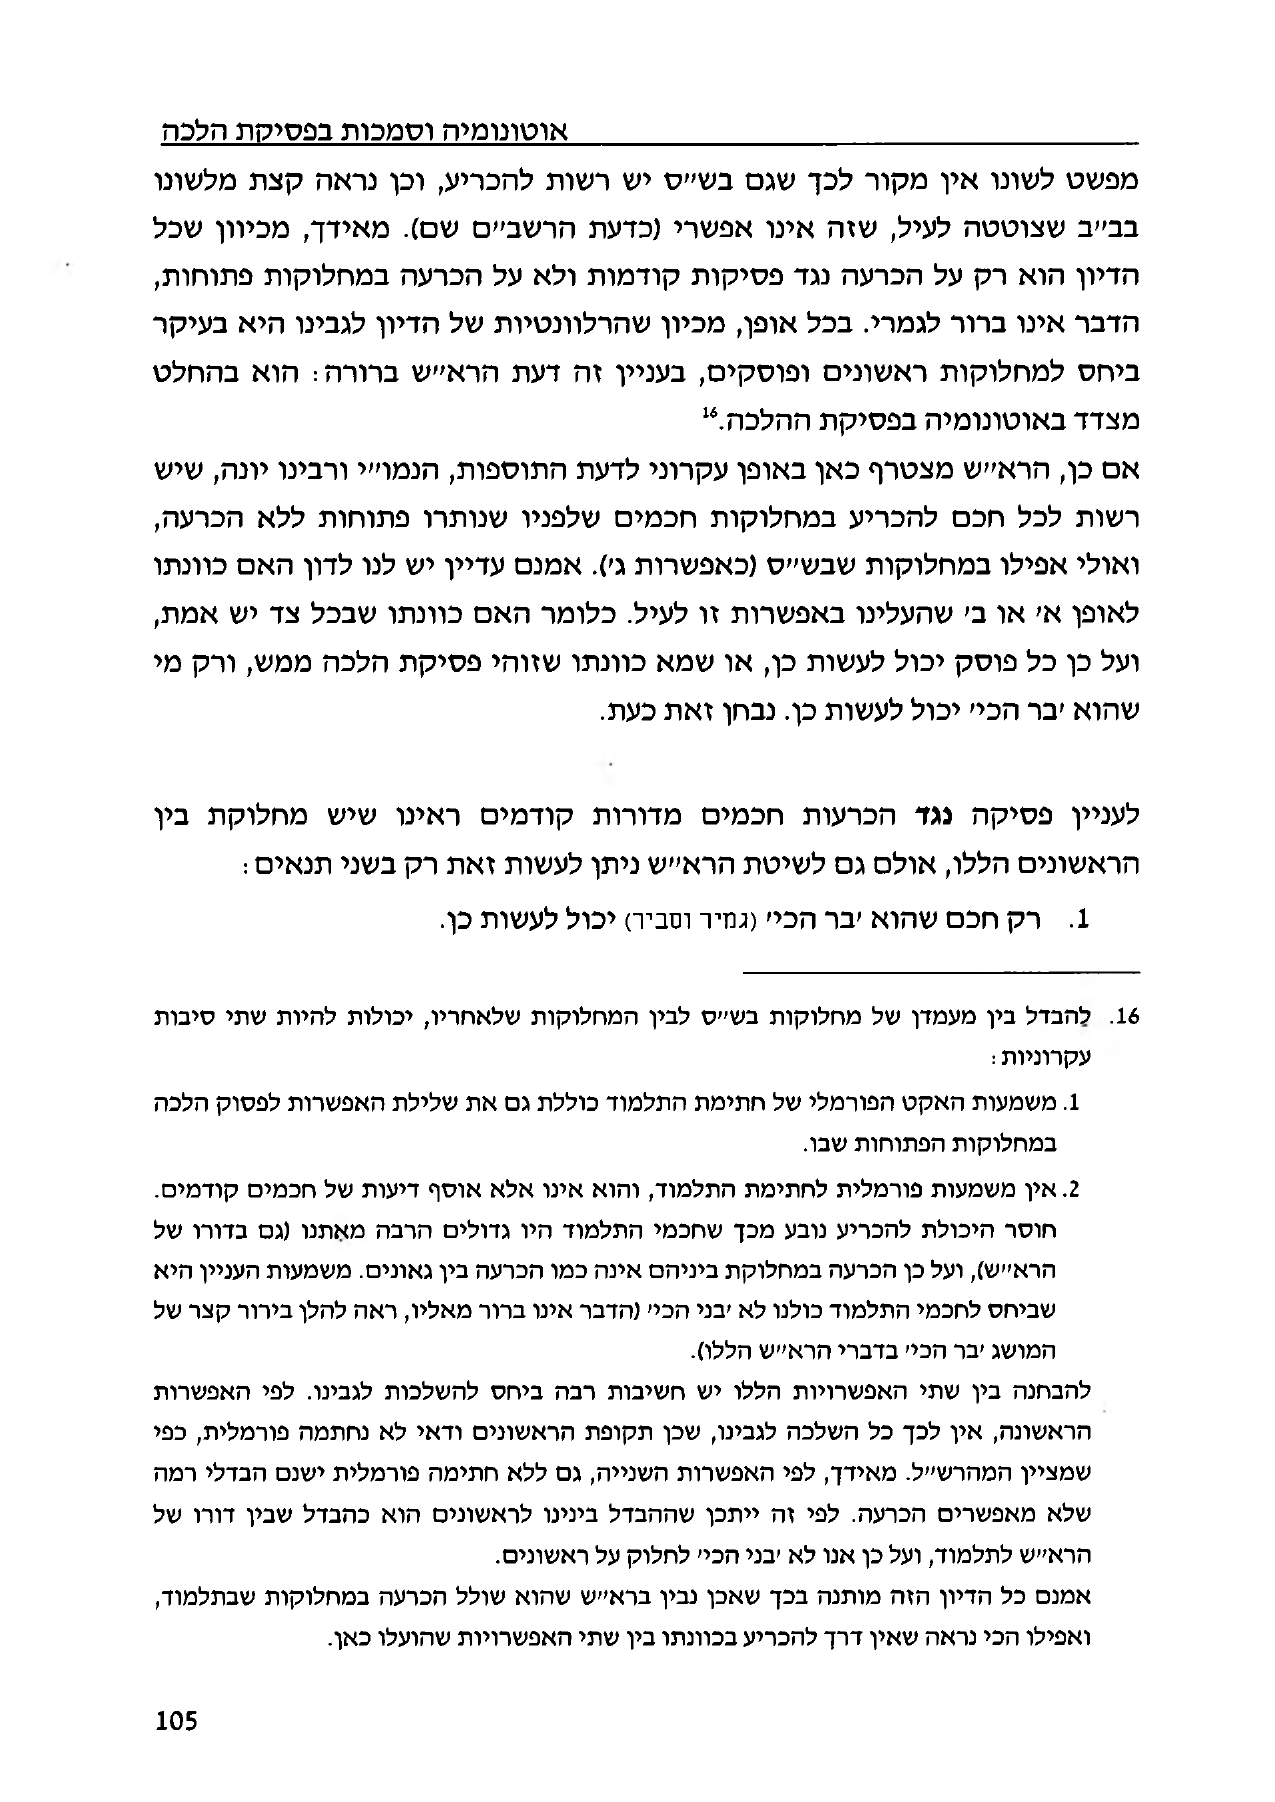 אוטונומיה וסמכות בפסיקת הלכה
מפשט לשונו אין מקור לכך שגם בש״ס יש רשות להכריע, וכן נראה קצת מלשונו
בב״ב שצוטטה לעיל, שזה אינו אפשרי (כדעת הרשב״ם שם). מאידך, מכיוון שכל
הדיון הוא רק על הכרעה נגד פסיקות קודמות ולא על הכרעה במחלוקות פתוחות,
הדבר אינו ברור לגמרי. בכל אופן, מכיון שהרלוונטיות של הדיון לגבינו היא בעיקר
ביחס למחלוקות ראשונים ופוסקים, בעניין זה דעת הרא״ש ברורה: הוא בהחלט
מצדד באוטונומיה בפסיקת ההלכה.16
אם כן, הרא״ש מצטרף כאן באופן עקרוני לדעת התוספות, הנמו״י ורבינו יונה, שיש
רשות לכל חכם להכריע במחלוקות חכמים שלפניו שנותרו פתוחות ללא הכרעה,
ואולי אפילו במחלוקות שבש״ס (כאפשרות ג׳). אמנם עדיין יש לנו לדון האם כוונתו
לאופן א׳ או ב׳ שהעלינו באפשרות זו לעיל. כלומר האם כוונתו שבכל צד יש אמת,
ועל כן כל פוסק יכול לעשות כן, או שמא כוונתו שזוהי פסיקת הלכה ממש, ורק מי
שהוא ׳בר הכי׳ יכול לעשות כן. נבחן זאת כעת.
לעניין פסיקה נגד הכרעות חכמים מדורות קודמים ראינו שיש מחלוקת בין
הראשונים הללו, אולם גם לשיטת הרא״ש ניתן לעשות זאת רק בשני תנאים:
1. רק חכם שהוא ׳בר הכי׳ (גמיר וסביר) יכול לעשות כן.
16. להבדל בין מעמדן של מחלוקות בש״ס לבין המחלוקות שלאחריו, יכולות להיות שתי סיבות
עקרוניות:
1. משמעות האקט הפורמלי של חתימת התלמוד כוללת גם את שלילת האפשרות לפסוק הלכה
במחלוקות הפתוחות שבו.
2. אין משמעות פורמלית לחתימת התלמוד, והוא אינו אלא אוסף דיעות של חכמים קודמים.
חוסר היכולת להכריע נובע מכך שחכמי התלמוד היו גדולים הרבה מאתנו (גם בדורו של
הרא״ש), ועל כן הכרעה במחלוקת ביניהם אינה כמו הכרעה בין גאונים. משמעות העניין היא
שביחס לחכמי התלמוד כולנו לא ׳בני הכי׳ (הדבר אינו ברור מאליו, ראה להלן בירור קצר של
המושג ׳בר הכי׳ בדברי הרא״ש הללו).
להבחנה בין שתי האפשרויות הללו יש חשיבות רבה ביחס להשלכות לגבינו. לפי האפשרות
הראשונה, אין לכך כל השלכה לגבינו, שכן תקופת הראשונים ודאי לא נחתמה פורמלית, כפי
שמציין המהרש״ל. מאידך, לפי האפשרות השנייה, גם ללא חתימה פורמלית ישנם הבדלי רמה
שלא מאפשרים הכרעה. לפי זה ייתכן שההבדל בינינו לראשונים הוא כהבדל שבין דורו של
הרא״ש לתלמוד, ועל כן אנו לא ׳בני הכי׳ לחלוק על ראשונים.
אמנם כל הדיון הזה מותנה בכך שאכן נבין ברא״ש שהוא שולל הכרעה במחלוקות שבתלמוד,
ואפילו הכי נראה שאין דרך להכריע בכוונתו בין שתי האפשרויות שהועלו כאן.
105